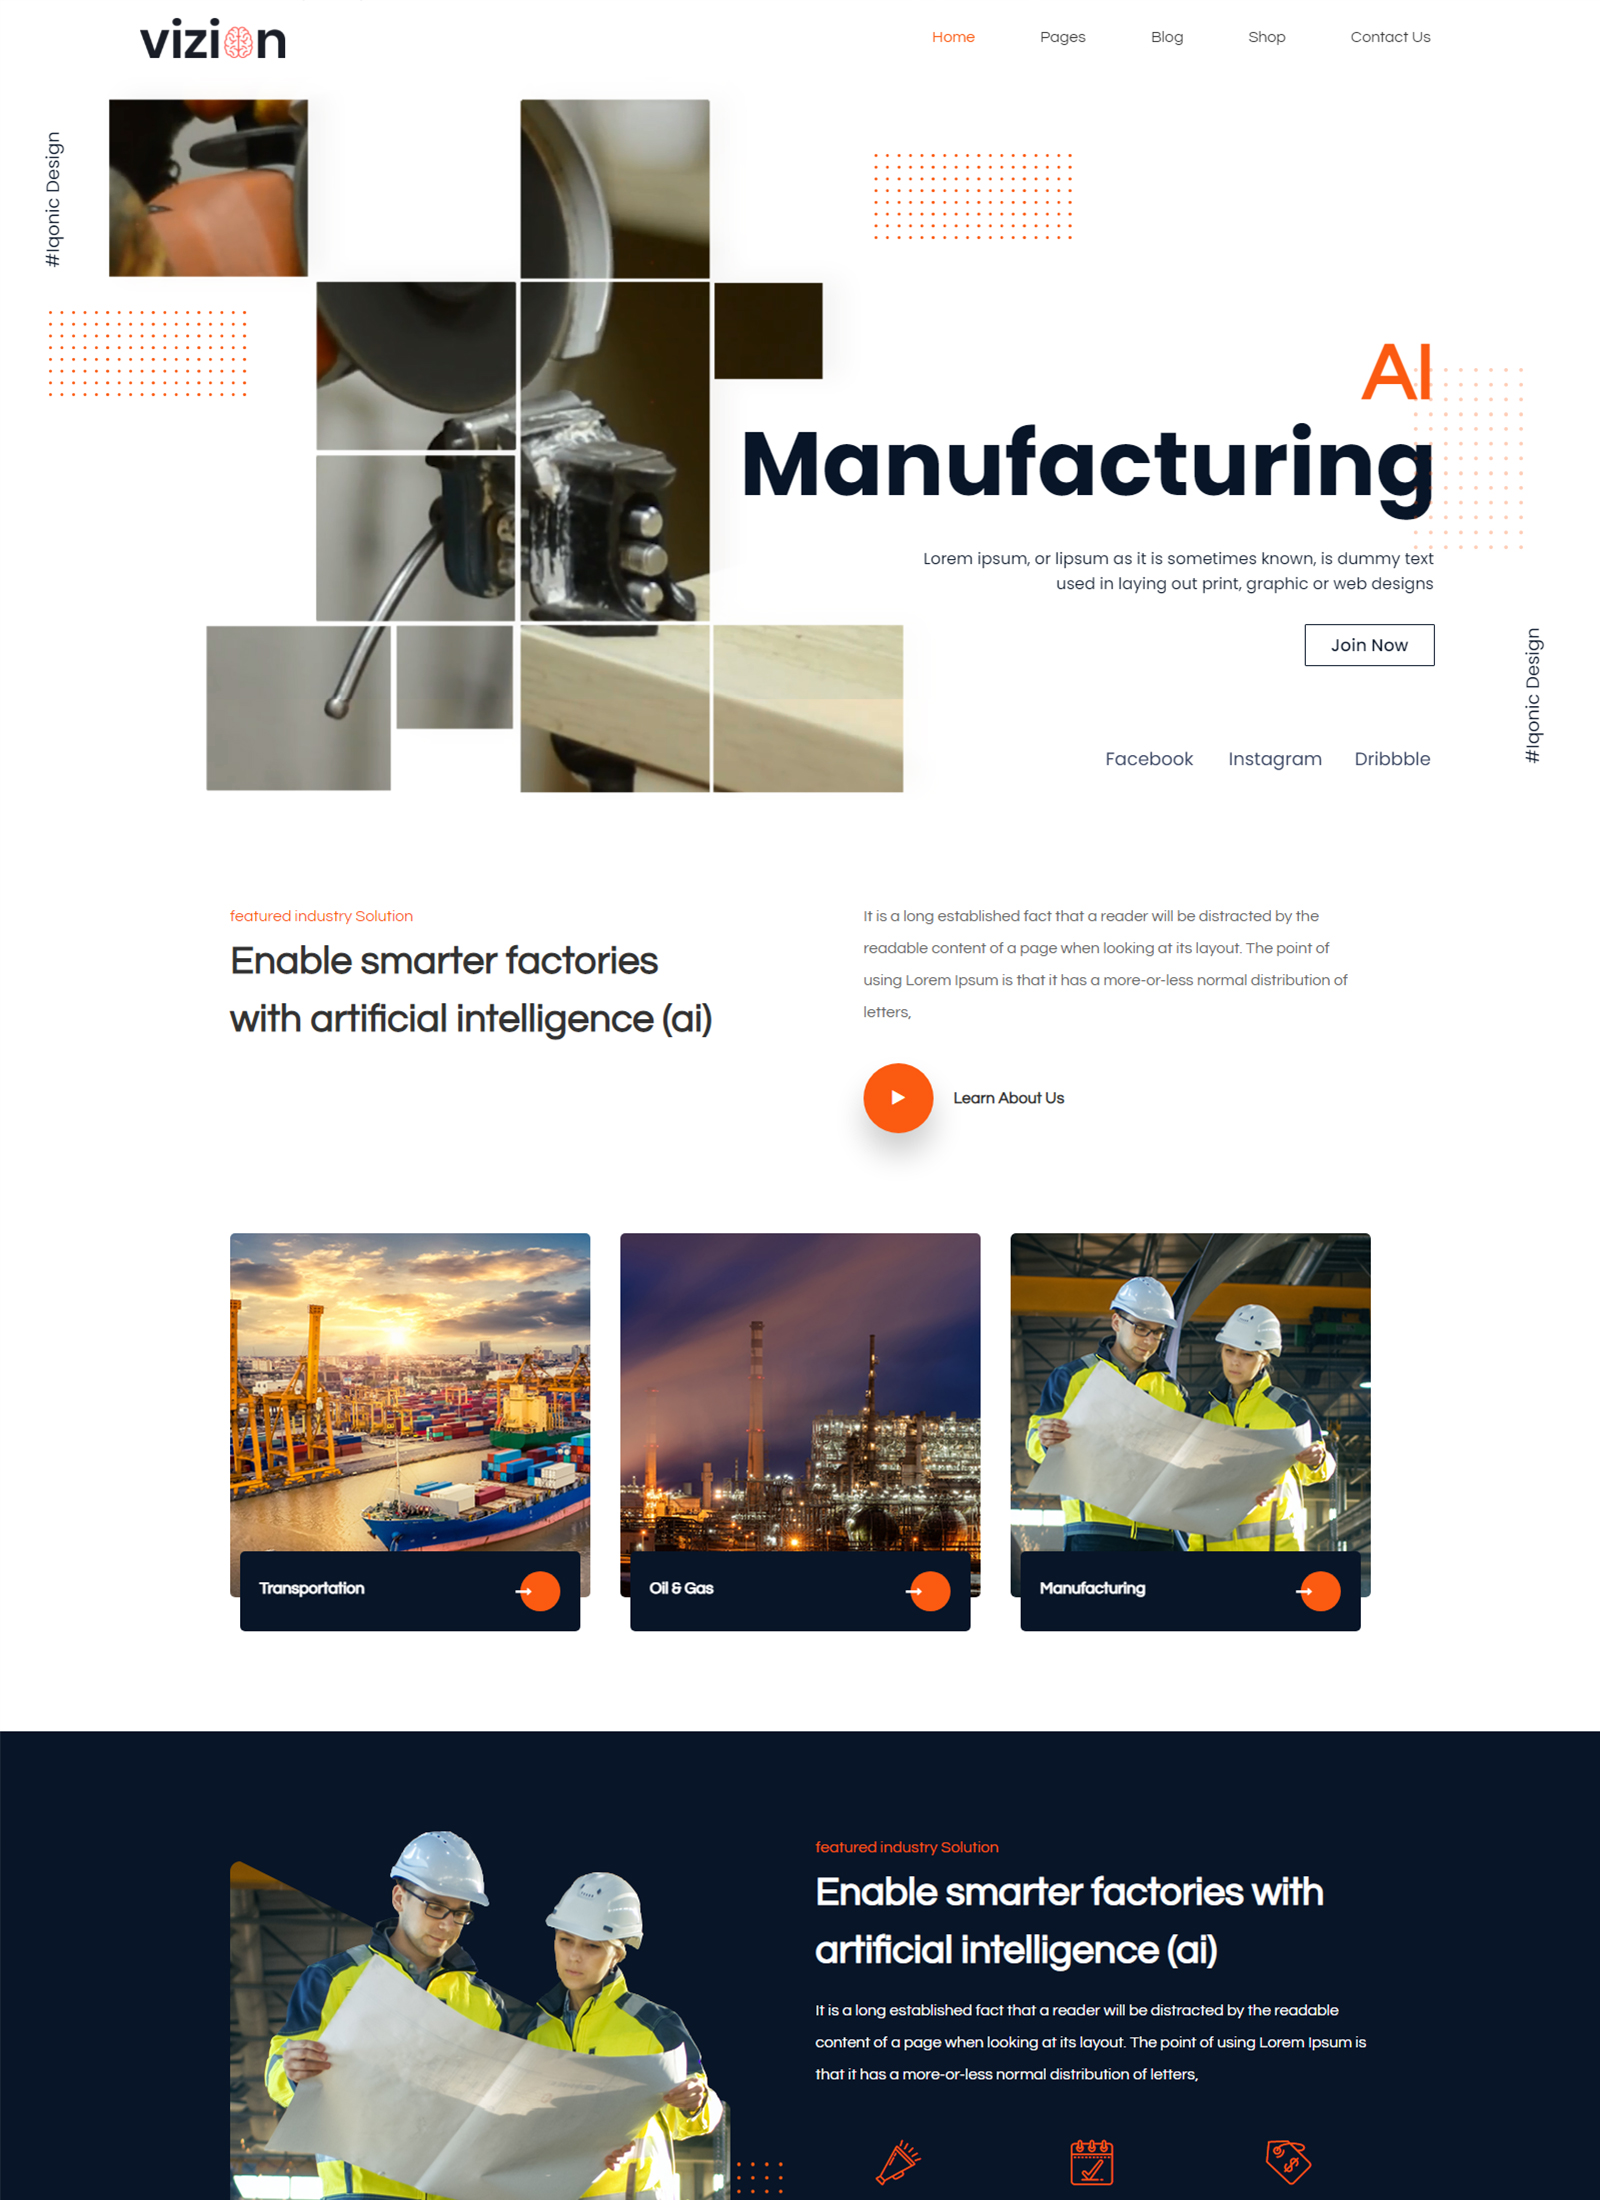 vizion
Home Pages Blog Shop Contact Us
#Iqonic Design
AI
Manufacturing
Lorem ipsum, or lipsum as it is sometimes known, is dummy text
used in laying out print, graphic or web designs
Join Now
#Iqonic Design
Facebook Instagram Dribbble
featured industry Solution
Enable smarter factories
with artificial intelligence (ai)
It is a long established fact that a reader will be distracted by the
readable content of a page when looking at its layout. The point of
using Lorem Ipsum is that it has a more-or-less normal distribution of
letters,
Learn About Us
Transportation
Oil & Gas
Manufacturing
featured industry Solution
Enable smarter factories with
artificial intelligence (ai)
It is a long established fact that a reader will be distracted by the readable
content of a page when looking at its layout. The point of using Lorem Ipsum is
that it has a more-or-less normal distribution of letters,